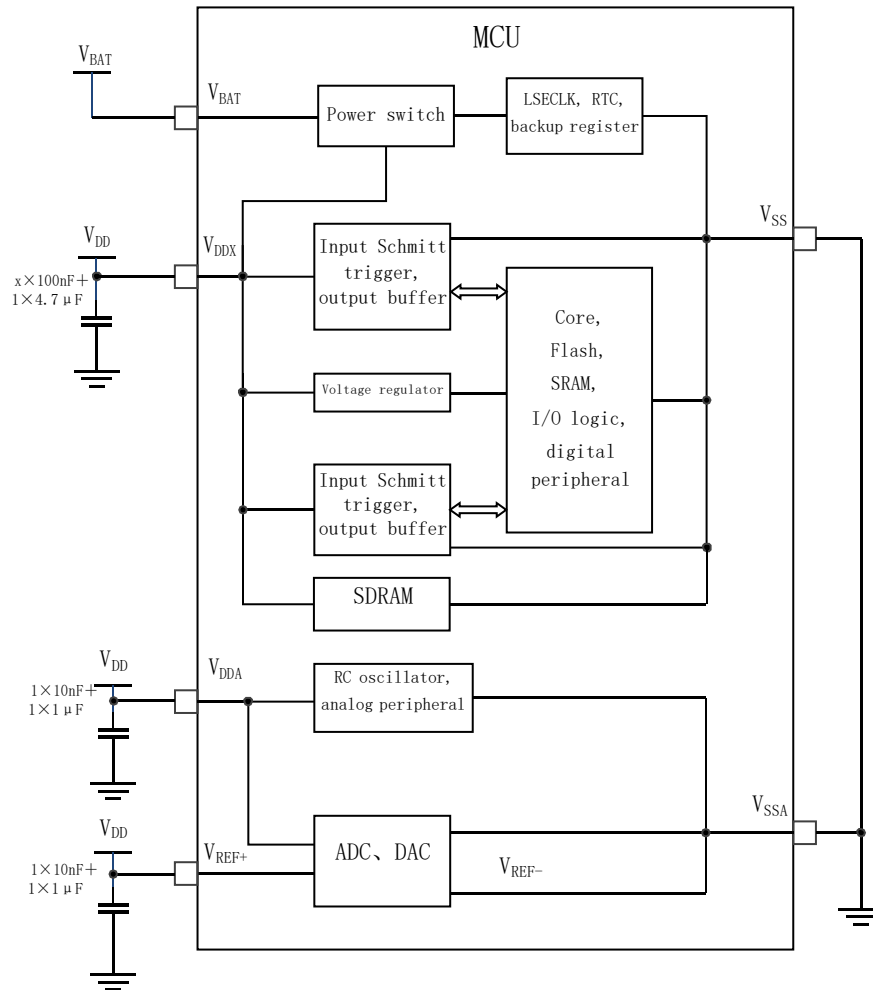 MCU
VBAT
VBAT
Power switch
LSECLK, RTC,
backup register
VSS
VDD
VDDX
x×100nF+
1×4.7μF
Input Schmitt
trigger,
output buffer
Core,
Flash,
SRAM,
I/O logic,
digital
peripheral
Voltage regulator
Input Schmitt
trigger,
output buffer
SDRAM
VDD
VDDA
1×10nF+
1×1μF
RC oscillator,
analog peripheral
VSSA
VDD
VREF+
1×10nF+
1×1μF
ADC、DAC
VREF-